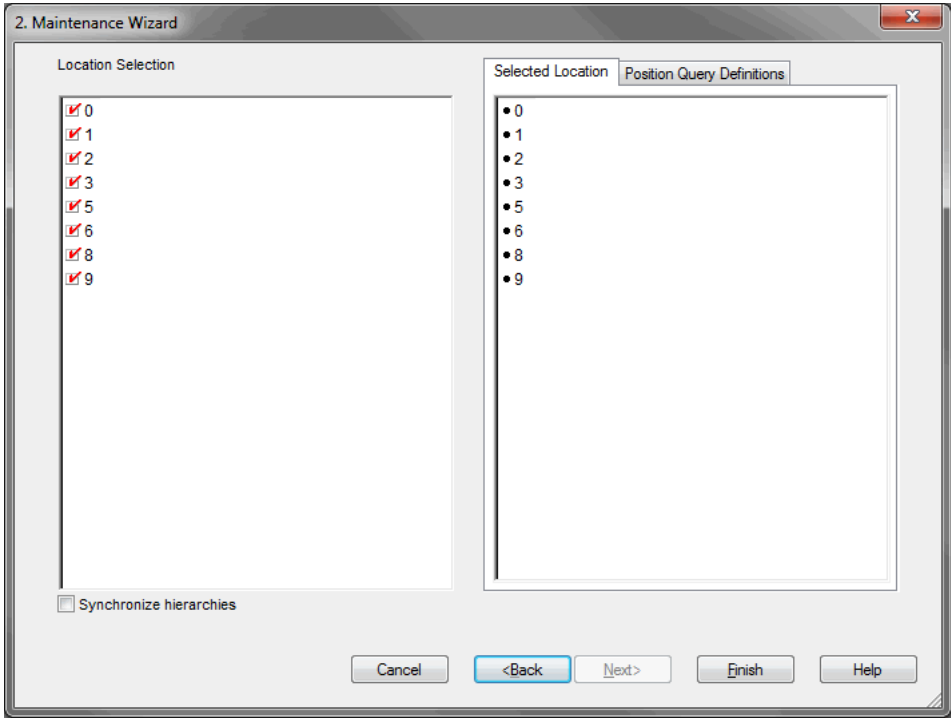 2. Maintenance Wizard
Location Selection
0
1
2
3
5
6
8
9
Synchronize hierarchies
Selected Location
Position Query Definitions
0
1
2
3
5
6
8
9
Cancel
<Back
Next>
Finish
Help